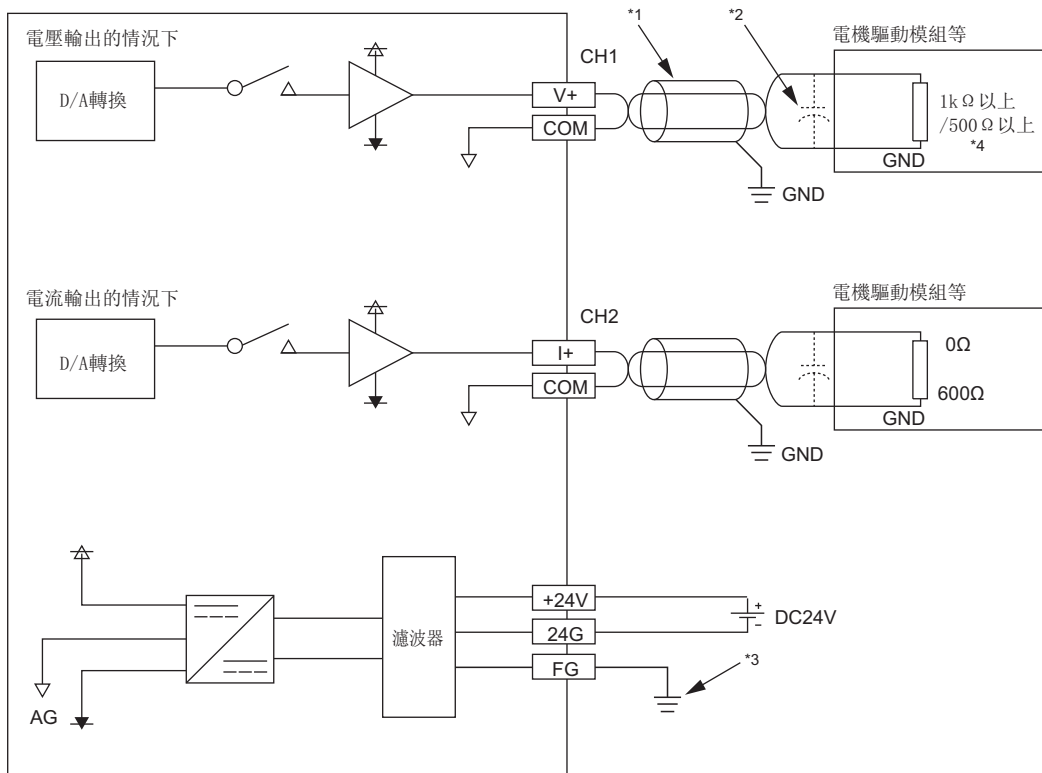 電壓輸出的情況下
D/A轉換
CH1
V+
COM
*1
*2
GND
電機驅動模組等
1kΩ以上
/500Ω以上
*4
GND
電流輸出的情況下
D/A轉換
CH2
I+
COM
GND
電機驅動模組等
0Ω
600Ω
GND
濾波器
+24V
24G
FG
DC24V
*3
AG
+
−